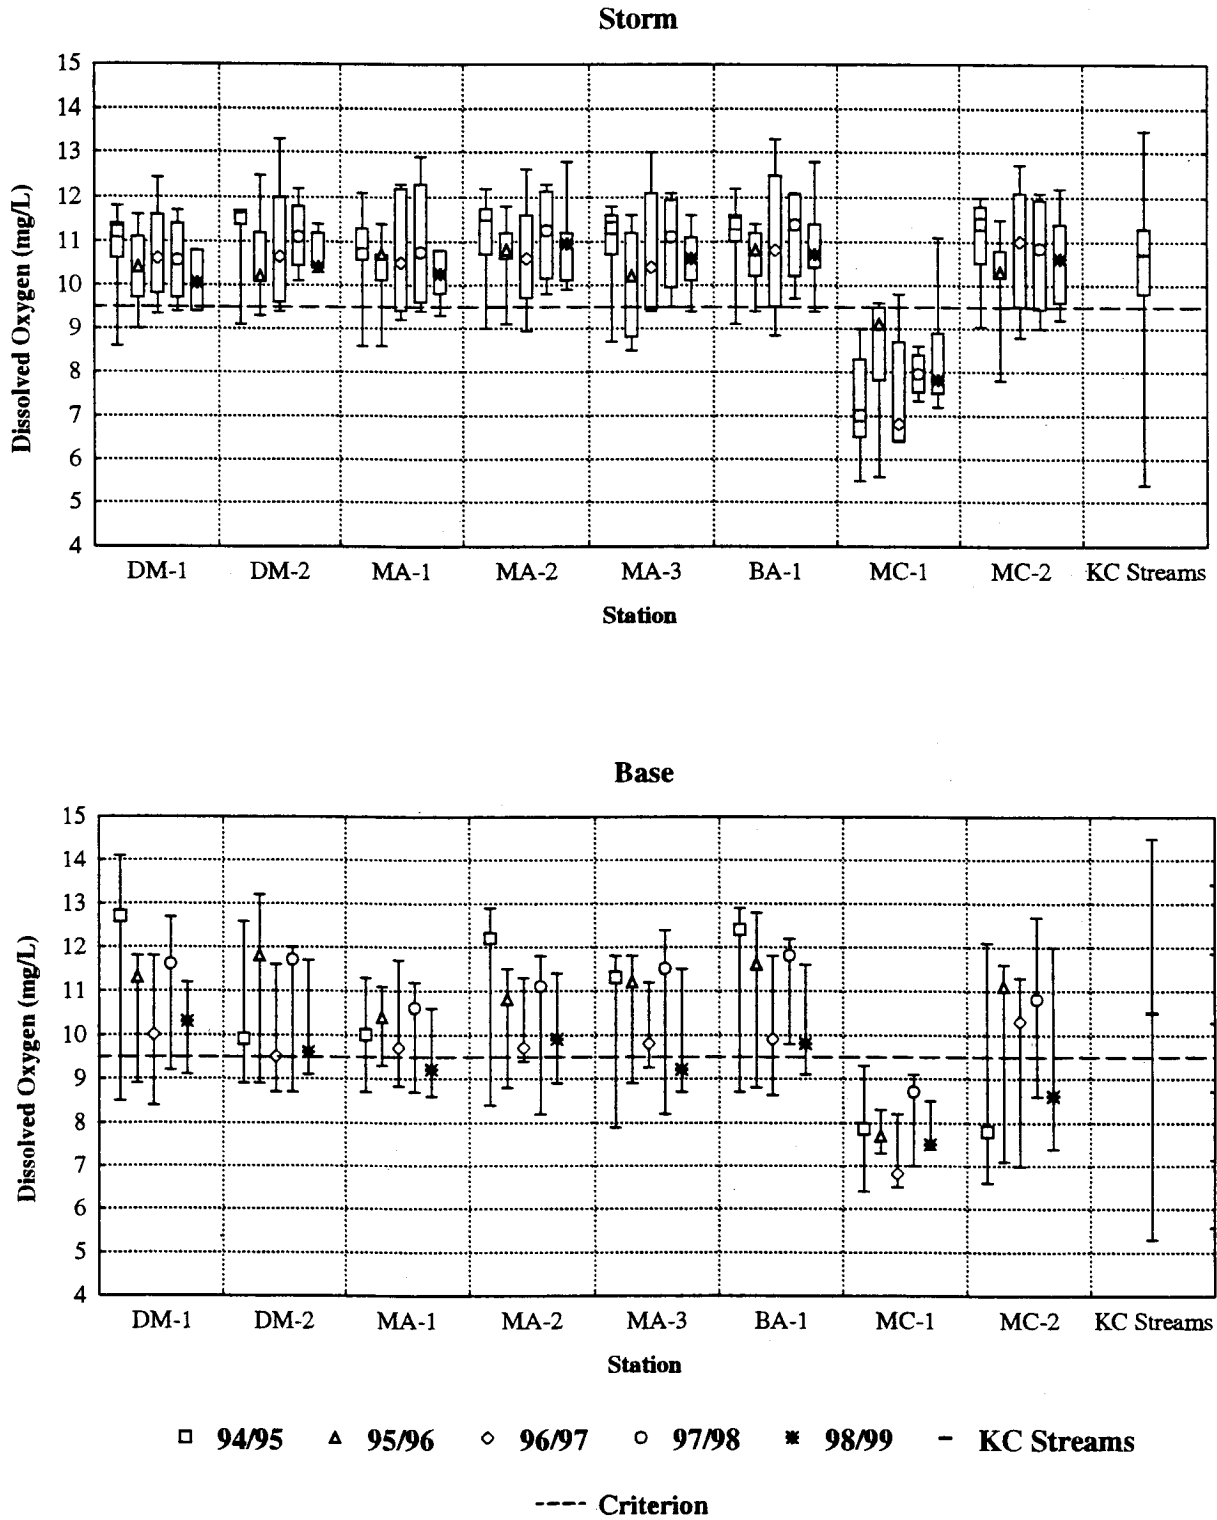 Storm
15
14
13
12
11
10
9
8
7
6
5
4
Dissolved Oxygen (mg/L)
DM-1 DM-2 MA-1 MA-2 MA-3 BA-1 MC-1 MC-2 KC Streams
Station
Base
15
14
13
12
11
10
9
8
7
6
5
4
Dissolved Oxygen (mg/L)
DM-1 DM-2 MA-1 MA-2 MA-3 BA-1 MC-1 MC-2 KC Streams
Station
94/95 95/96 96/97 97/98 98/99 KC Streams
Criterion